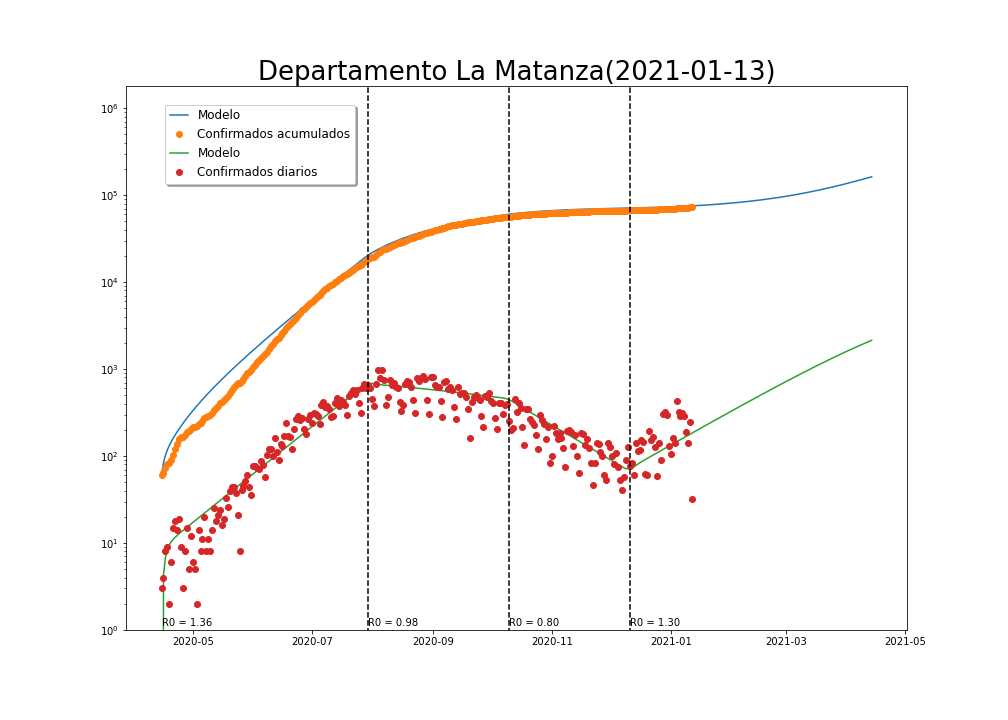 Departamento La Matanza(2021-01-13)
Modelo
Confirmados acumulados
Modelo
Confirmados diarios
10⁶
10⁵
10⁴
10³
10²
10¹
10⁰
R0 = 1.36 R0 = 0.98 R0 = 0.80 R0 = 1.30
2020-05 2020-07 2020-09 2020-11 2021-01 2021-03 2021-05